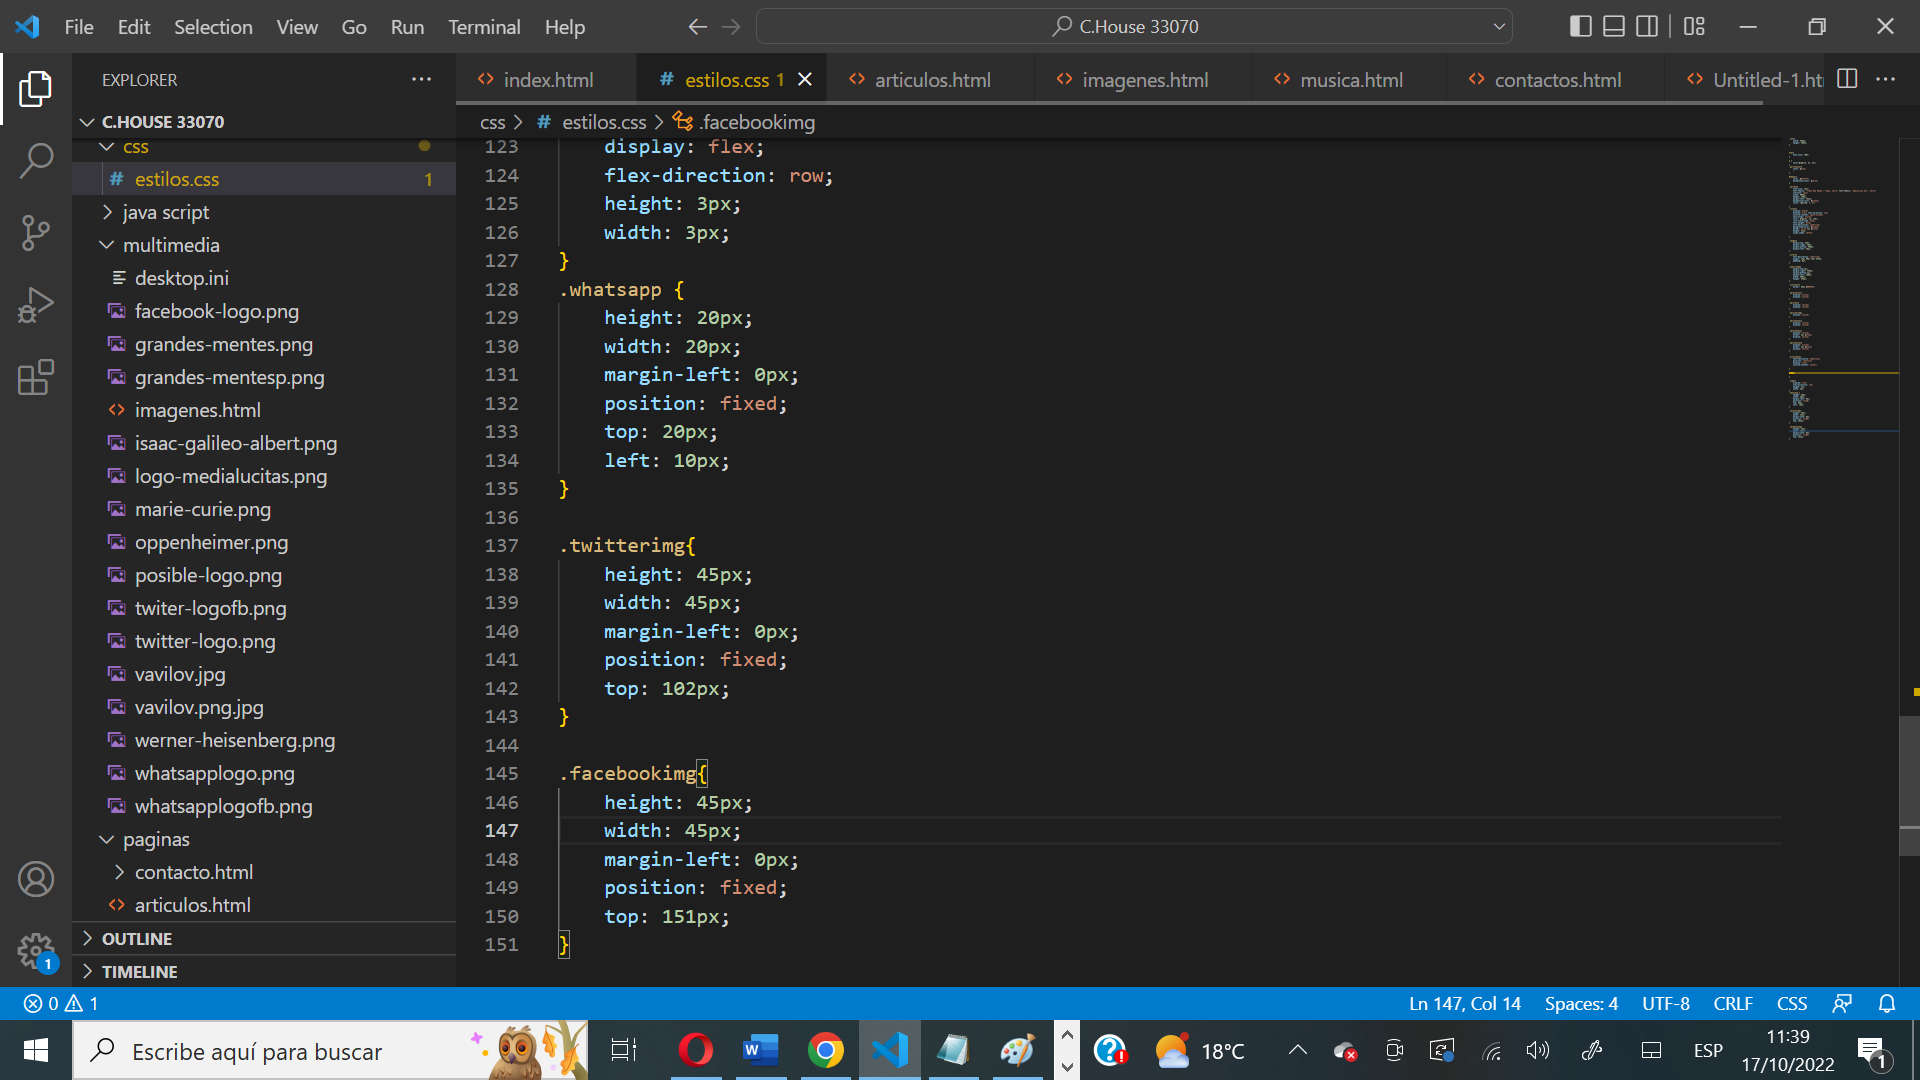 File Edit Selection View Go Run Terminal Help
C.House 33070
EXPLORER
index.html
estilos.css 1
articulos.html
imagenes.html
musica.html
contactos.html
Untitled-1.ht
C.HOUSE 33070
css
estilos.css 1
java script
multimedia
desktop.ini
facebook-logo.png
grandes-mentes.png
grandes-mentesp.png
imagenes.html
isaac-galileo-albert.png
logo-medialucitas.png
marie-curie.png
oppenheimer.png
posible-logo.png
twiter-logofb.png
twitter-logo.png
vavilov.jpg
vavilov.png.jpg
werner-heisenberg.png
whatsapplogo.png
whatsapplogofb.png
paginas
contacto.html
articulos.html
OUTLINE
TIMELINE
css > # estilos.css > .facebookimg
123 display: flex;
124 flex-direction: row;
125 height: 3px;
126 width: 3px;
127 }
128 .whatsapp {
129 height: 20px;
130 width: 20px;
131 margin-left: 0px;
132 position: fixed;
133 top: 20px;
134 left: 10px;
135 }
136
137 .twitterimg{
138 height: 45px;
139 width: 45px;
140 margin-left: 0px;
141 position: fixed;
142 top: 102px;
143 }
144
145 .facebookimg{
146 height: 45px;
147 width: 45px;
148 margin-left: 0px;
149 position: fixed;
150 top: 151px;
151 }
1
0 1
Ln 147, Col 14 Spaces: 4 UTF-8 CRLF CSS
Escribe aquí para buscar
18°C
ESP
11:39
17/10/2022
1